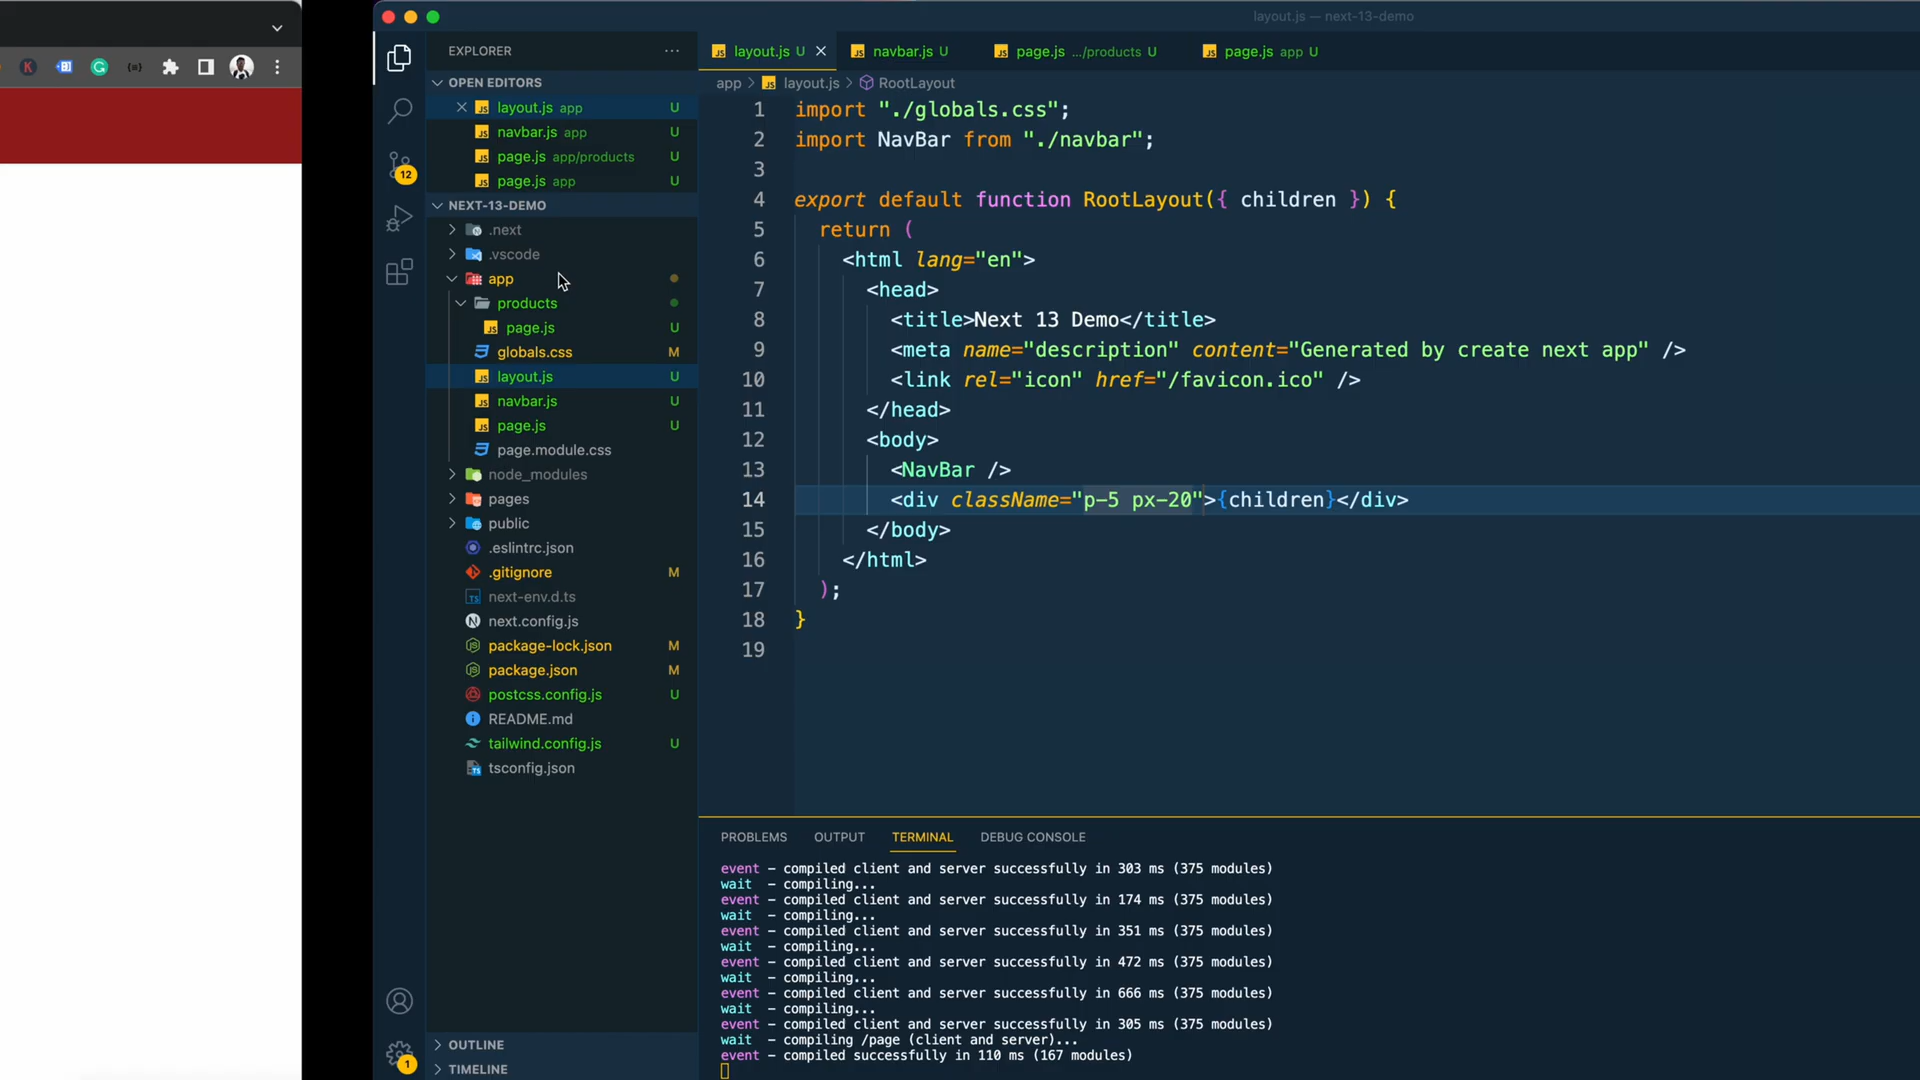 layout.js — next-13-demo
EXPLORER
OPEN EDITORS
layout.js app U
navbar.js app U
page.js app/products U
page.js app U
NEXT-13-DEMO
.next
.vscode
app
products
page.js U
globals.css M
layout.js U
navbar.js U
page.js U
page.module.css
node_modules
pages
public
.eslintrc.json
.gitignore M
next-env.d.ts
next.config.js
package-lock.json M
package.json M
postcss.config.js U
README.md
tailwind.config.js U
tsconfig.json
OUTLINE
TIMELINE
12
1
layout.js U
navbar.js U
page.js .../products U
page.js app U
app > layout.js > RootLayout
1 import "./globals.css";
2 import NavBar from "./navbar";
3
4 export default function RootLayout({ children }) {
5 return (
6 <html lang="en">
7 <head>
8 <title>Next 13 Demo</title>
9 <meta name="description" content="Generated by create next app" />
10 <link rel="icon" href="/favicon.ico" />
11 </head>
12 <body>
13 <NavBar />
14 <div className="p-5 px-20">{children}</div>
15 </body>
16 </html>
17 );
18 }
19
PROBLEMS OUTPUT TERMINAL DEBUG CONSOLE
event - compiled client and server successfully in 303 ms (375 modules)
wait - compiling...
event - compiled client and server successfully in 174 ms (375 modules)
wait - compiling...
event - compiled client and server successfully in 351 ms (375 modules)
wait - compiling...
event - compiled client and server successfully in 472 ms (375 modules)
wait - compiling...
event - compiled client and server successfully in 666 ms (375 modules)
wait - compiling...
event - compiled client and server successfully in 305 ms (375 modules)
wait - compiling /page (client and server)...
event - compiled successfully in 110 ms (167 modules)